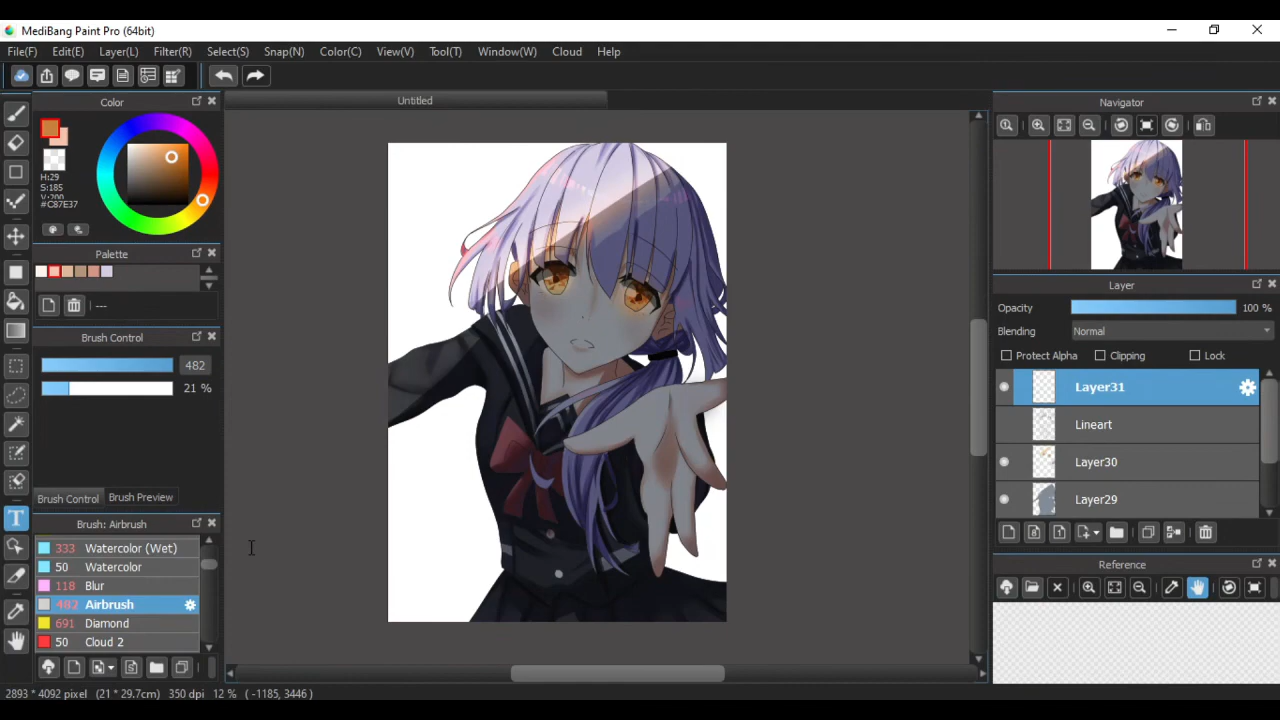 MediBang Paint Pro (64bit)
File(F) Edit(E) Layer(L) Filter(R) Select(S) Snap(N) Color(C) View(V) Tool(T) Window(W) Cloud Help
Color
Untitled
Navigator
H:29
S:185
V:200
#C87E37
Palette
---
Brush Control
482
21 %
Brush Control Brush Preview
Brush: Airbrush
333 Watercolor (Wet)
50 Watercolor
118 Blur
482 Airbrush
691 Diamond
50 Cloud 2
Layer
Opacity 100 %
Blending Normal
Protect Alpha Clipping Lock
Layer31
Lineart
Layer30
Layer29
Reference
2893 * 4092 pixel (21 * 29.7cm) 350 dpi 12 % ( -1185, 3446 )